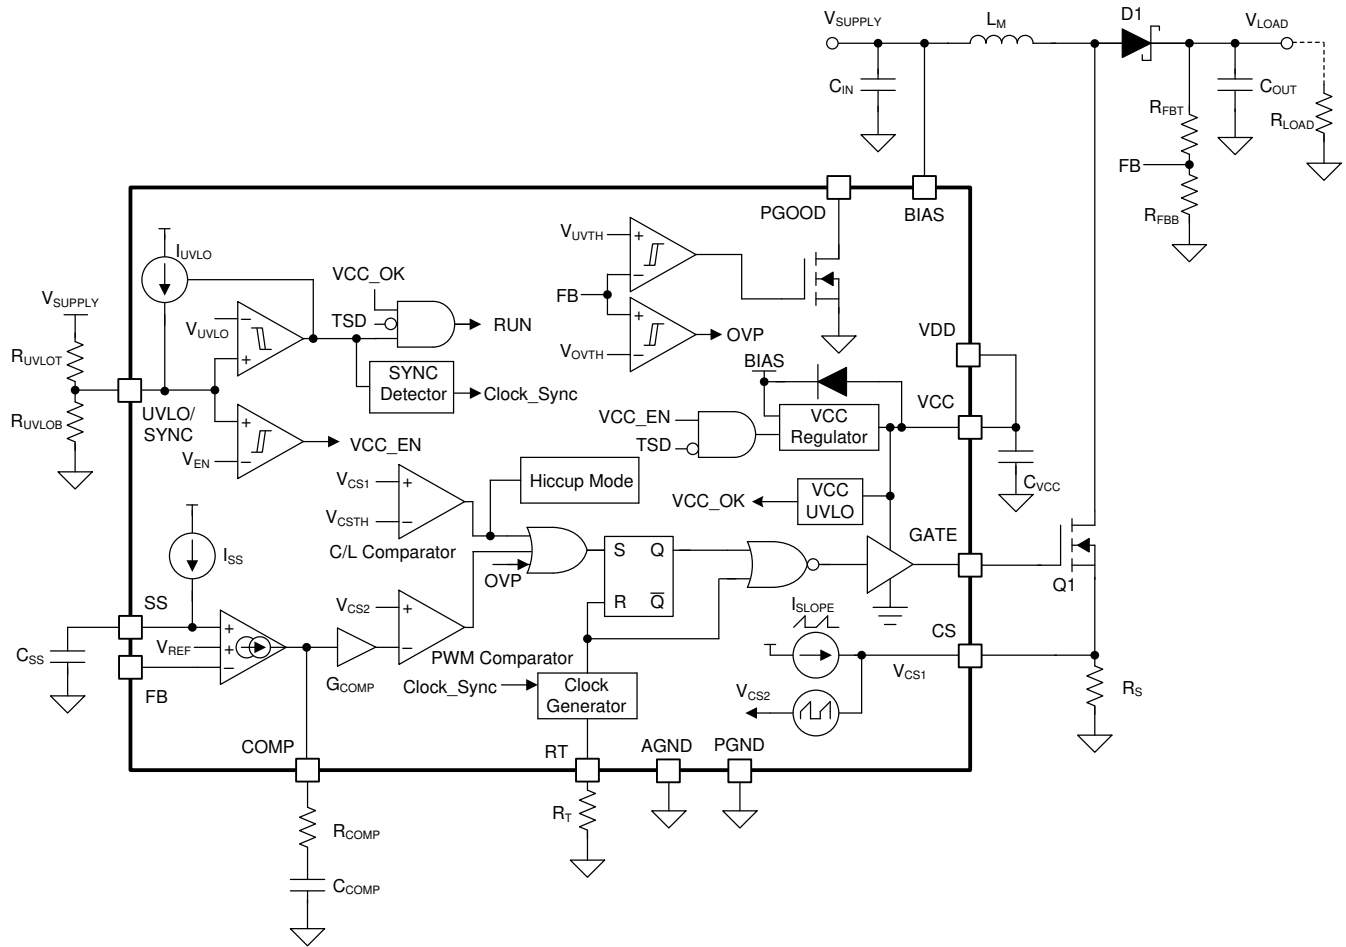 VSUPPLY
LM
D1
VLOAD
CIN
COUT
RFBT
RLOAD
FB
RFBB
PGOOD
BIAS
IUVLO
VCC_OK
VUVTH
VSUPPLY
VUVLO
TSD
RUN
FB
OVP
VDD
RUVLOT
VOVTH
SYNC
Detector
Clock_Sync
BIAS
VCC
UVLO/
SYNC
RUVLOB
VCC_EN
VCC
Regulator
VCC_EN
TSD
VEN
VCS1
Hiccup Mode
CVCC
VCC_OK
VCC
UVLO
VCSTH
C/L Comparator
GATE
ISS
S
Q
OVP
Q1
SS
VCS2
R
Q
ISLOPE
CS
VREF
CSS
PWM Comparator
VCS1
FB
GCOMP
Clock_Sync
Clock
Generator
VCS2
RS
COMP
RT
AGND
PGND
RT
RCOMP
CCOMP
+
−
+
−
+
−
+
−
+
−
+
−
+
+
−